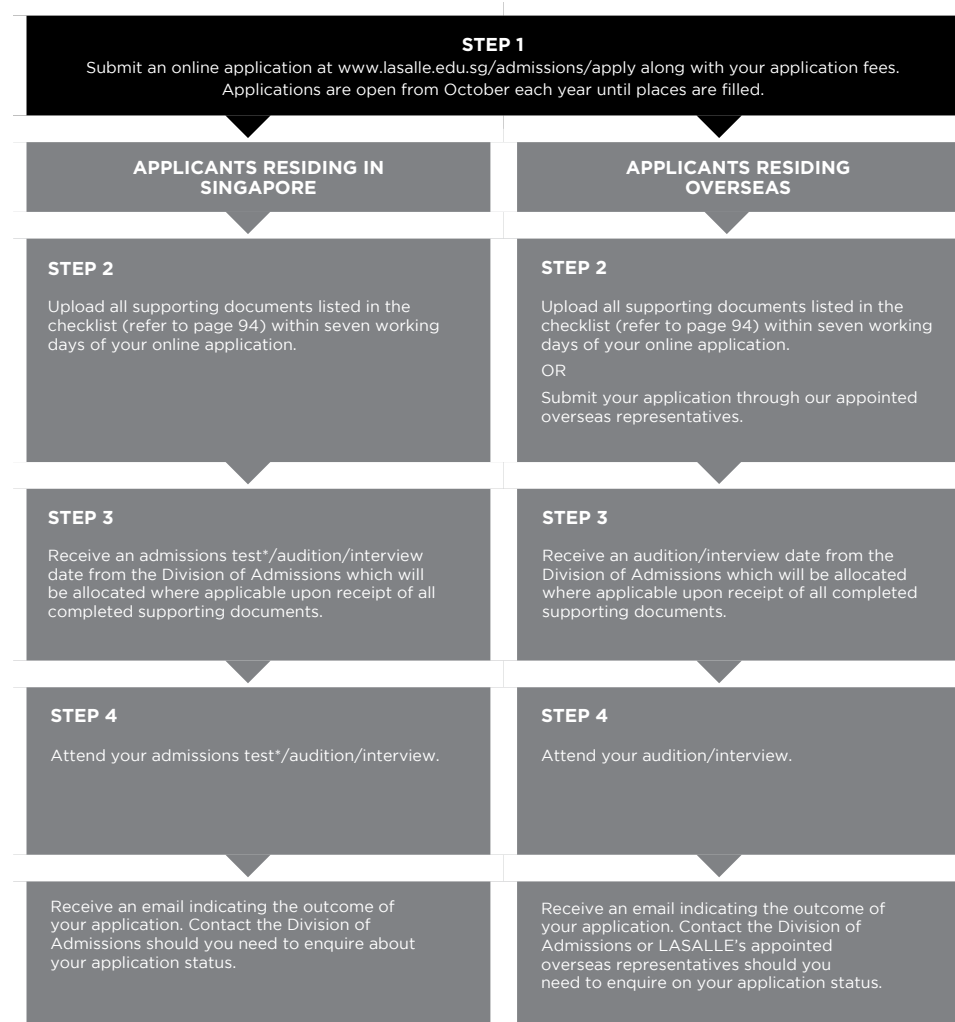 STEP 1
Submit an online application at www.lasalle.edu.sg/admissions/apply along with your application fees.
Applications are open from October each year until places are filled.
APPLICANTS RESIDING IN
SINGAPORE
STEP 2
Upload all supporting documents listed in the
checklist (refer to page 94) within seven working
days of your online application.
STEP 3
Receive an admissions test*/audition/interview
date from the Division of Admissions which will
be allocated where applicable upon receipt of all
completed supporting documents.
STEP 4
Attend your admissions test*/audition/interview.
Receive an email indicating the outcome of
your application. Contact the Division of
Admissions should you need to enquire about
your application status.
APPLICANTS RESIDING
OVERSEAS
STEP 2
Upload all supporting documents listed in the
checklist (refer to page 94) within seven working
days of your online application.
OR
Submit your application through our appointed
overseas representatives.
STEP 3
Receive an audition/interview date from the
Division of Admissions which will be allocated
where applicable upon receipt of all completed
supporting documents.
STEP 4
Attend your audition/interview.
Receive an email indicating the outcome of
your application. Contact the Division of
Admissions or LASALLE's appointed
overseas representatives should you
need to enquire on your application status.